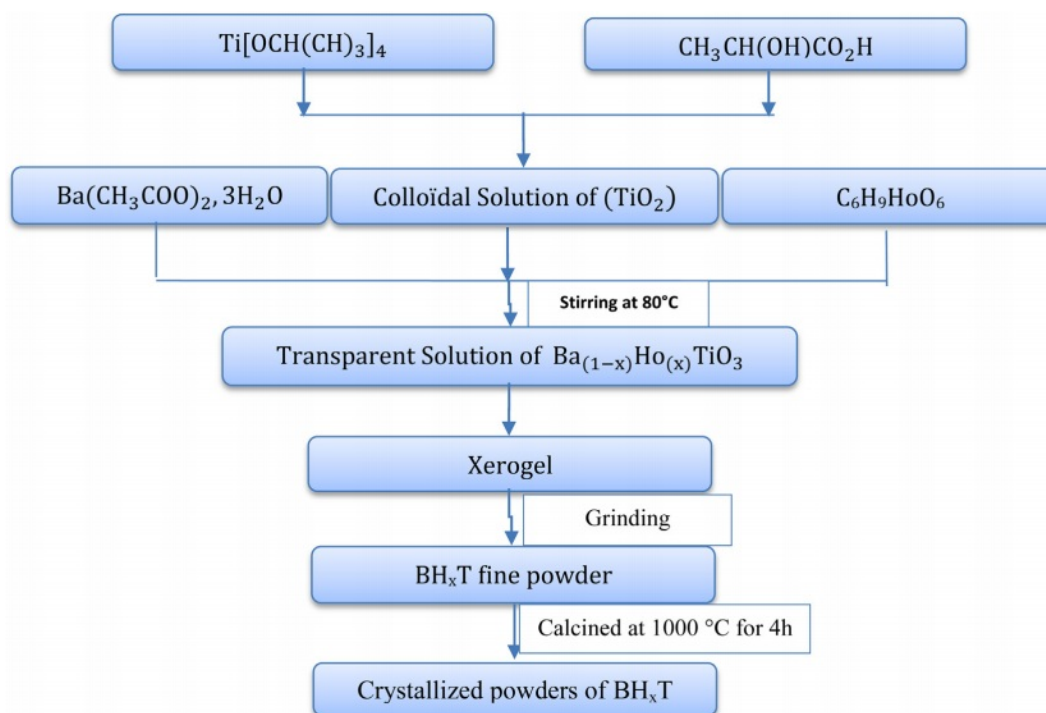 Ti[OCH(CH)₃]₄
CH₃CH(OH)CO₂H
Ba(CH₃COO)₂, 3H₂O
Colloïdal Solution of (TiO₂)
C₆H₉HoO₆
Stirring at 80°C
Transparent Solution of Ba₍₁₋ₓ₎Ho₍ₓ₎TiO₃
Xerogel
Grinding
BHₓT fine powder
Calcined at 1000 °C for 4h
Crystallized powders of BHₓT